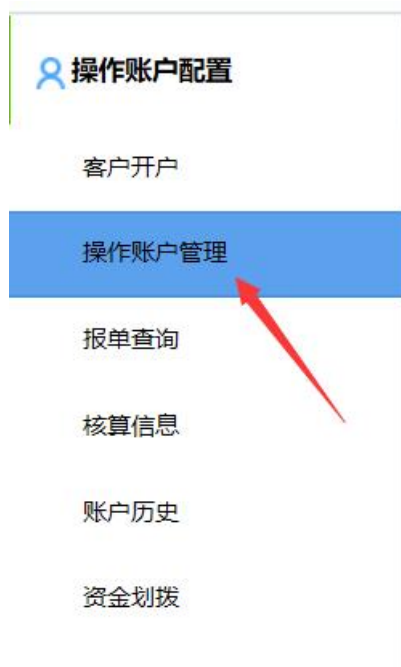 操作账户配置
客户开户
操作账户管理
报单查询
核算信息
账户历史
资金划拨